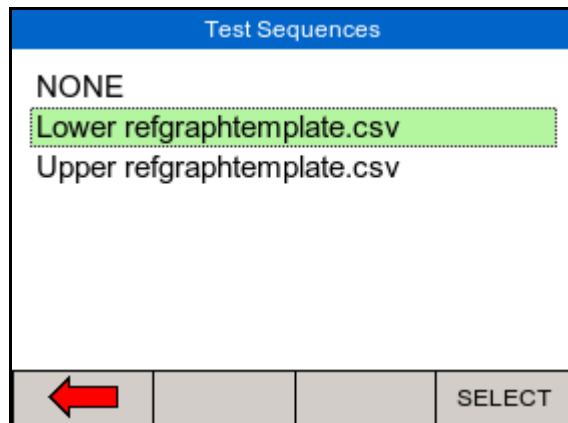 Test Sequences
NONE
Lower refgraphtemplate.csv
Upper refgraphtemplate.csv
SELECT